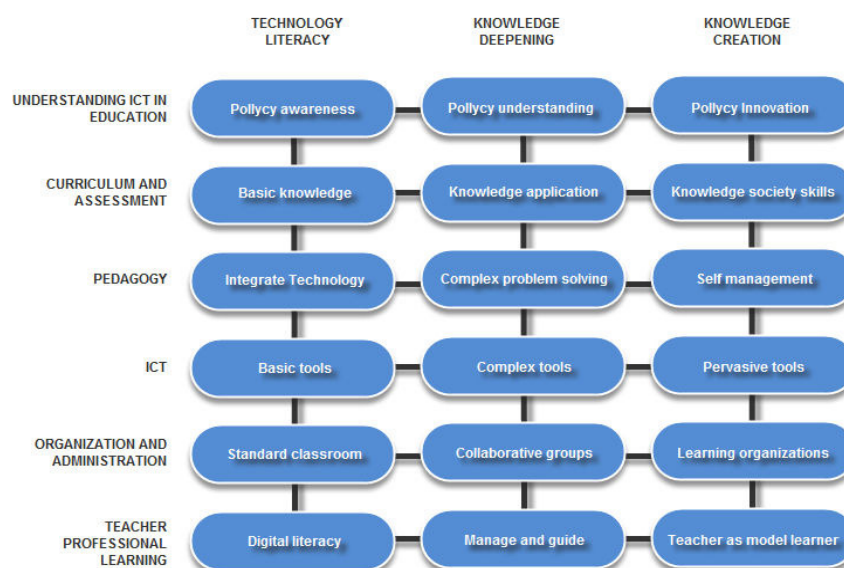 TECHNOLOGY
LITERACY
KNOWLEDGE
DEEPENING
KNOWLEDGE
CREATION
UNDERSTANDING ICT IN
EDUCATION
Pollycy awareness
Pollycy understanding
Pollycy Innovation
CURRICULUM AND
ASSESSMENT
Basic knowledge
Knowledge application
Knowledge society skills
PEDAGOGY
Integrate Technology
Complex problem solving
Self management
ICT
Basic tools
Complex tools
Pervasive tools
ORGANIZATION AND
ADMINISTRATION
Standard classroom
Collaborative groups
Learning organizations
TEACHER
PROFESSIONAL
LEARNING
Digital literacy
Manage and guide
Teacher as model learner